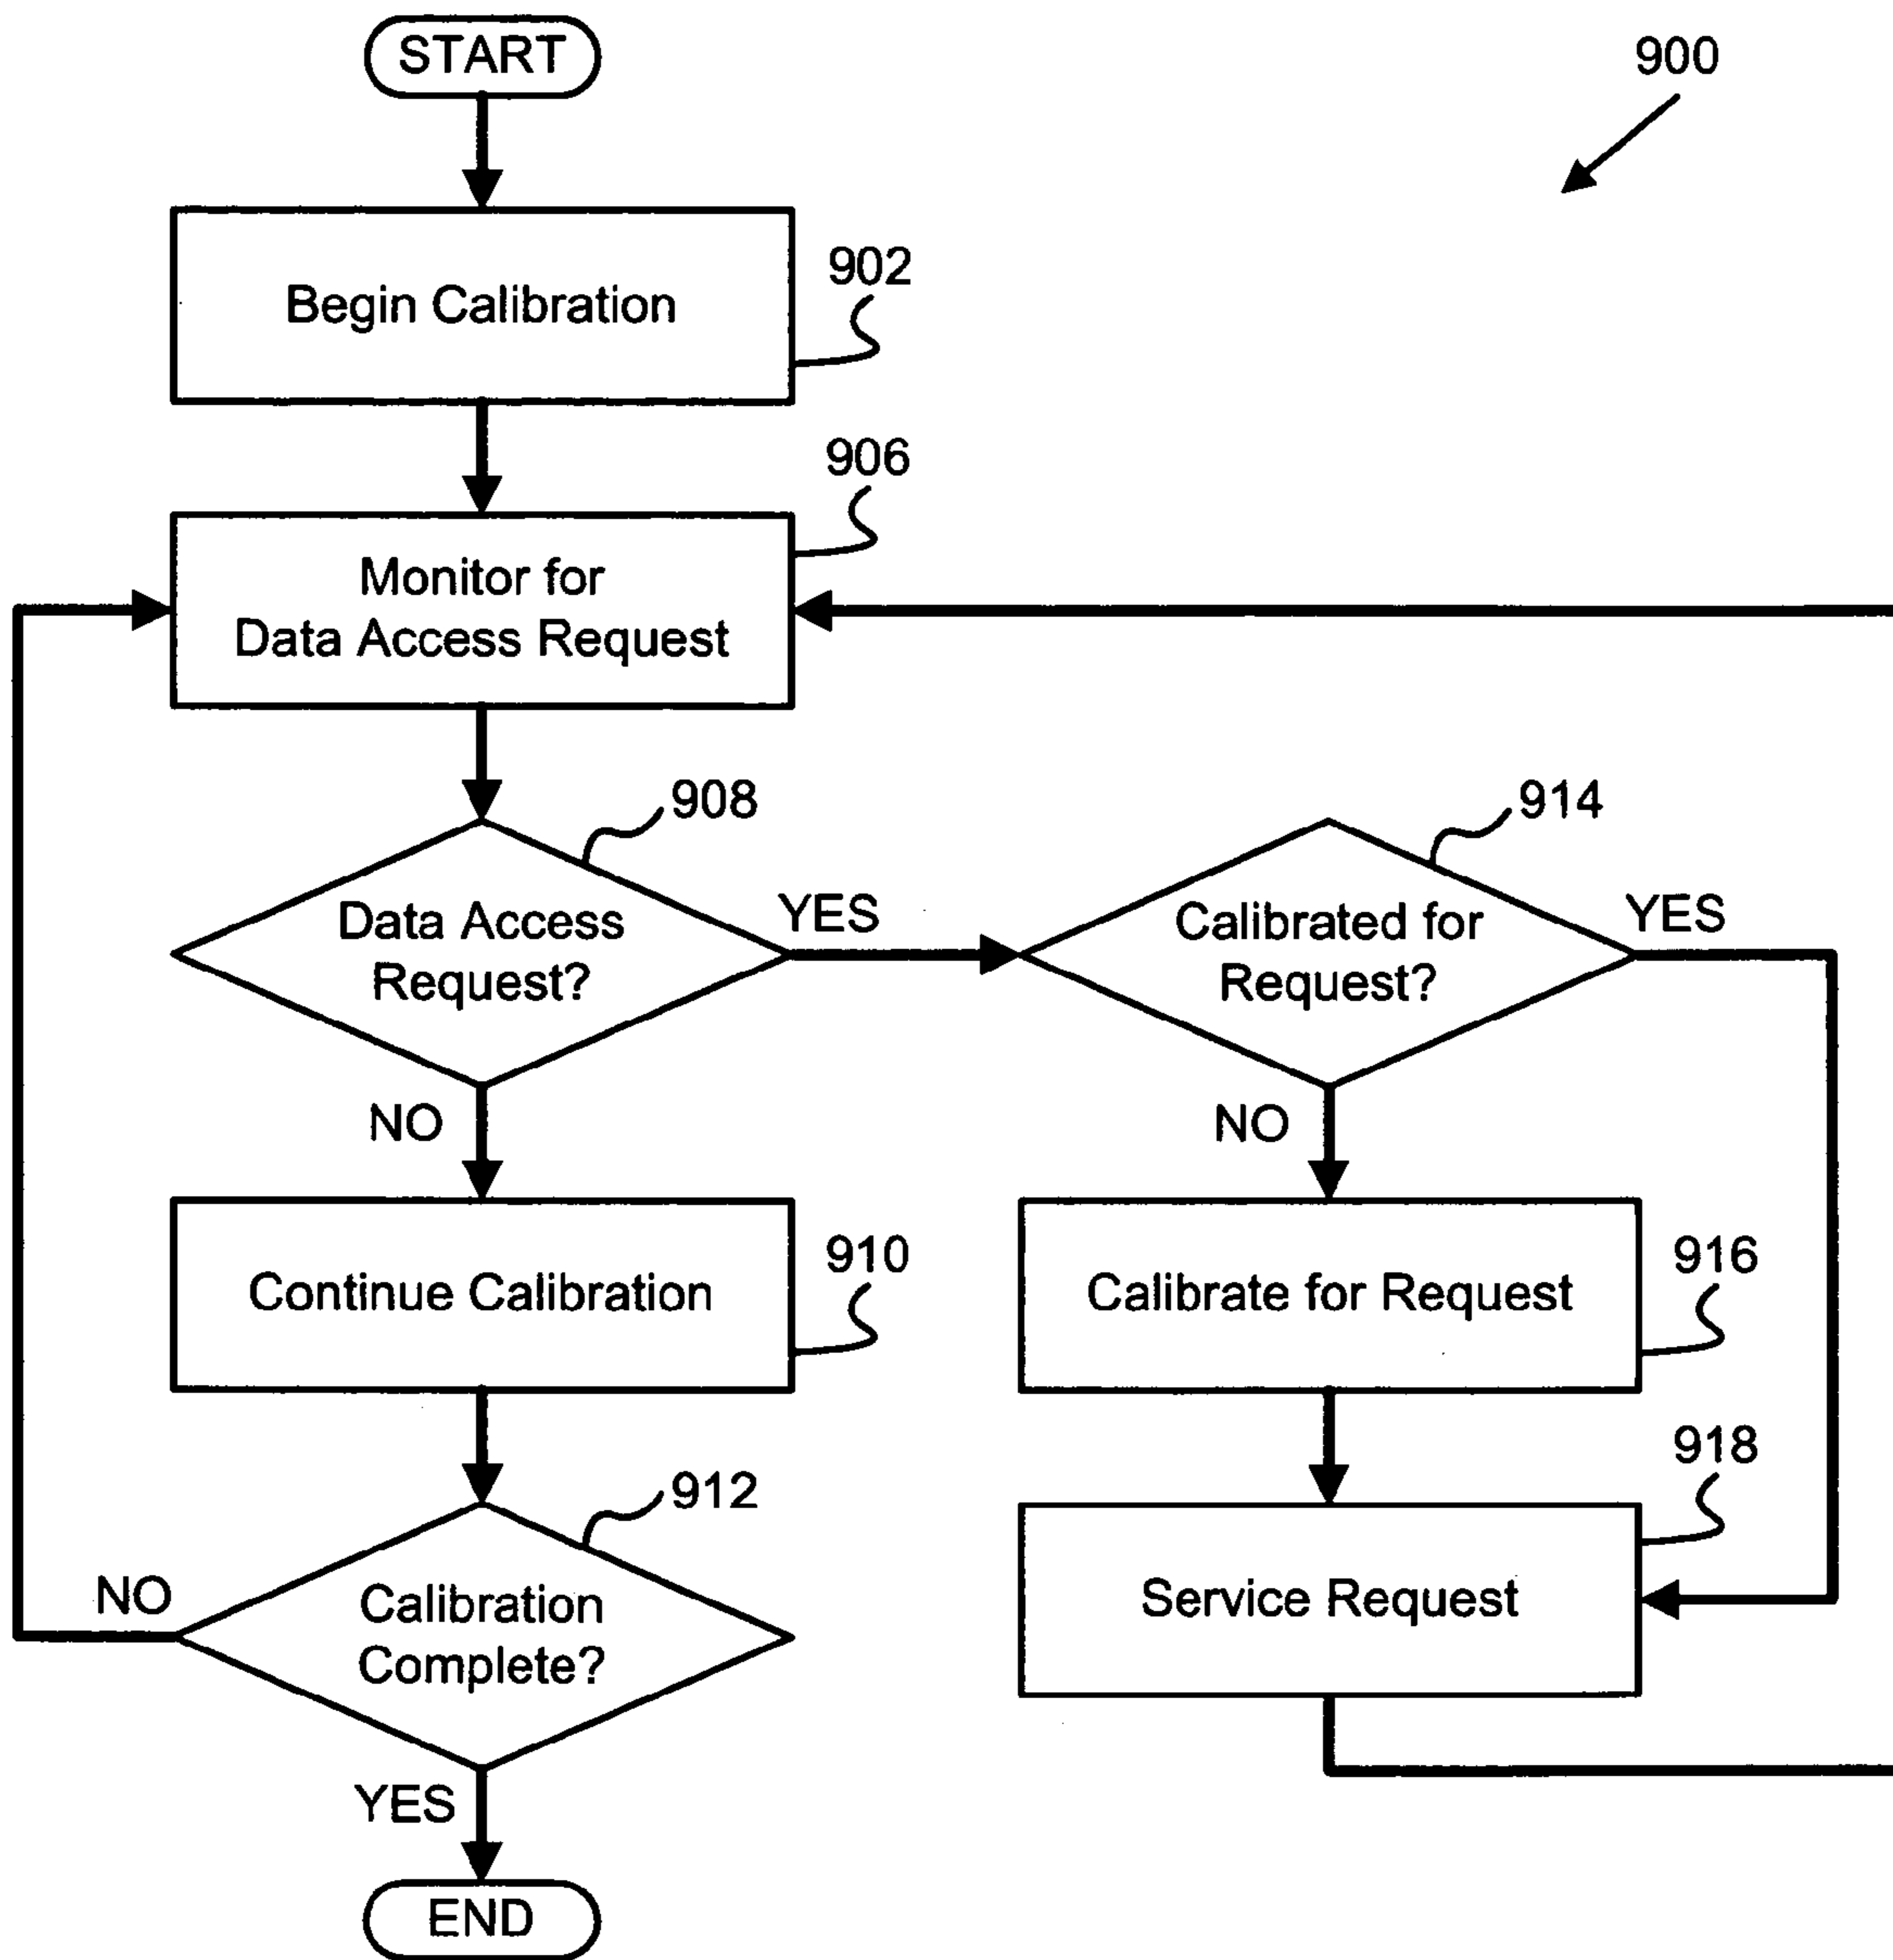 START
900
Begin Calibration
902
906
Monitor for
Data Access Request
908
914
Data Access
Request?
YES
Calibrated for
Request?
YES
NO
NO
Continue Calibration
910
Calibrate for Request
916
918
912
Service Request
NO
Calibration
Complete?
YES
END